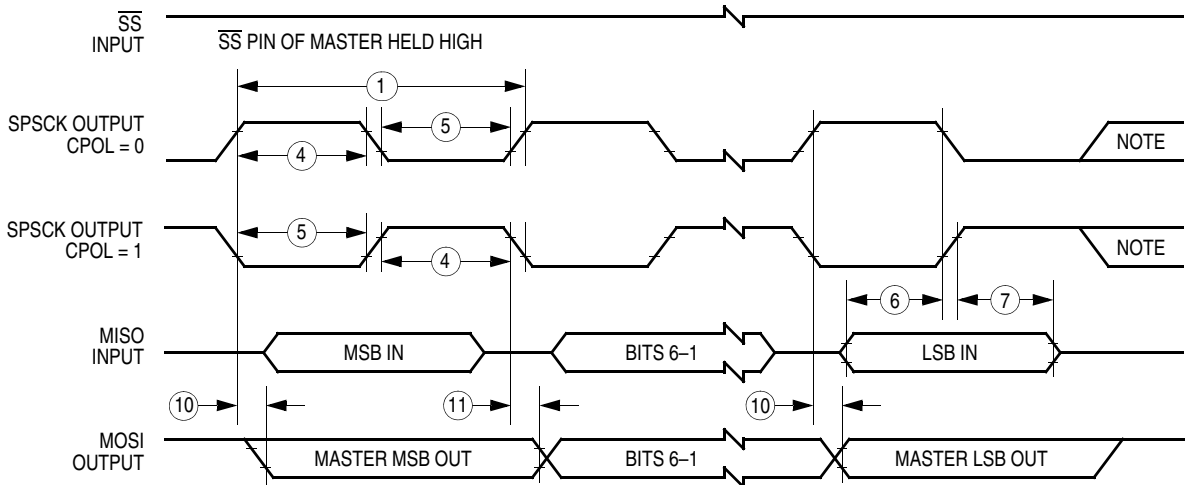 SS
INPUT
SS PIN OF MASTER HELD HIGH
1
SPSCK OUTPUT
CPOL = 0
5
4
NOTE
SPSCK OUTPUT
CPOL = 1
5
4
NOTE
6
7
MISO
INPUT
MSB IN
BITS 6–1
LSB IN
10
11
10
MOSI
OUTPUT
MASTER MSB OUT
BITS 6–1
MASTER LSB OUT